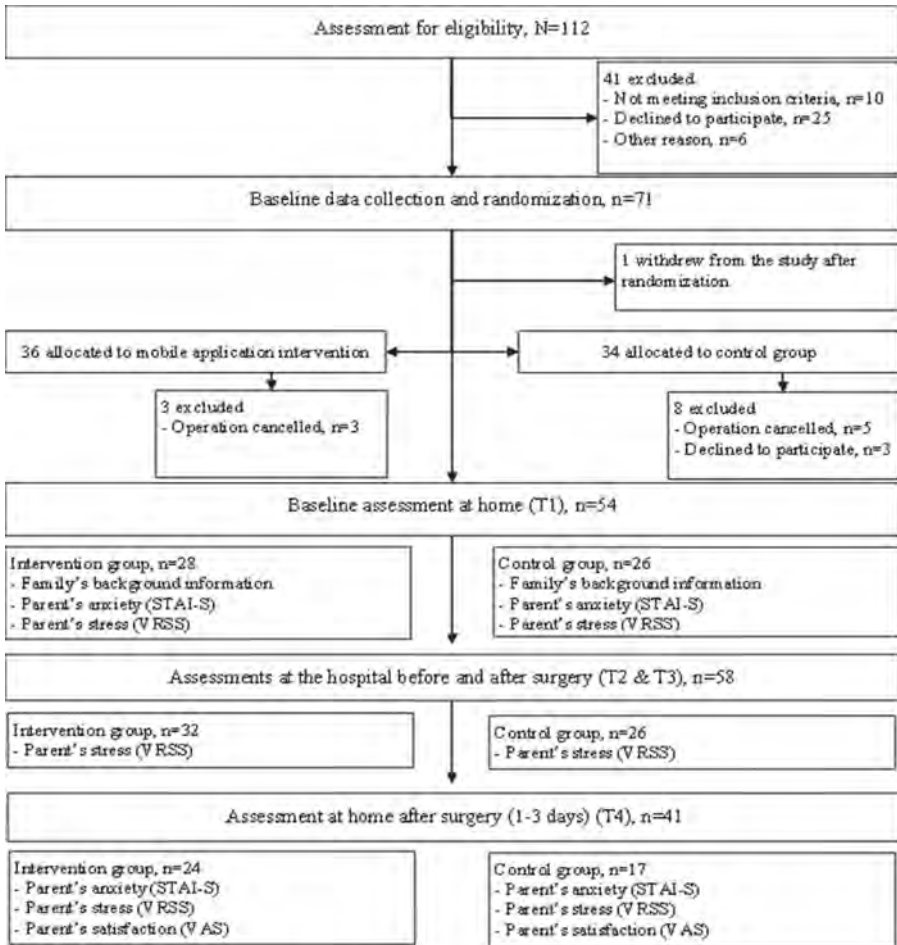 Assessment for eligibility, N=112
41 excluded
- Not meeting inclusion criteria, n=10
- Declined to participate, n=25
- Other reason, n=6
Baseline data collection and randomization, n=71
1 withdrew from the study after
randomization
36 allocated to mobile application intervention
34 allocated to control group
3 excluded
- Operation cancelled, n=3
8 excluded
- Operation cancelled, n=5
- Declined to participate, n=3
Baseline assessment at home (T1), n=54
Intervention group, n=28
- Family's background information
- Parent's anxiety (STAI-S)
- Parent's stress (VRSS)
Control group, n=26
- Family's background information
- Parent's anxiety (STAI-S)
- Parent's stress (VRSS)
Assessments at the hospital before and after surgery (T2 & T3), n=58
Intervention group, n=32
- Parent's stress (VRSS)
Control group, n=26
- Parent's stress (VRSS)
Assessment at home after surgery (1-3 days) (T4), n=41
Intervention group, n=24
- Parent's anxiety (STAI-S)
- Parent's stress (VRSS)
- Parent's satisfaction (VAS)
Control group, n=17
- Parent's anxiety (STAI-S)
- Parent's stress (VRSS)
- Parent's satisfaction (VAS)